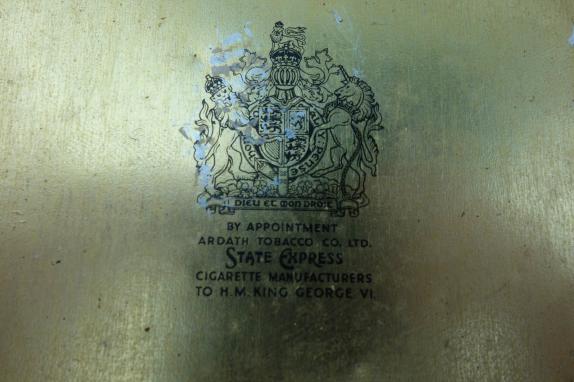 DIEU ET MON DROIT
BY APPOINTMENT
ARDATH TOBACCO CO. LTD.
STATE EXPRESS
CIGARETTE MANUFACTURERS
TO H.M. KING GEORGE VI.